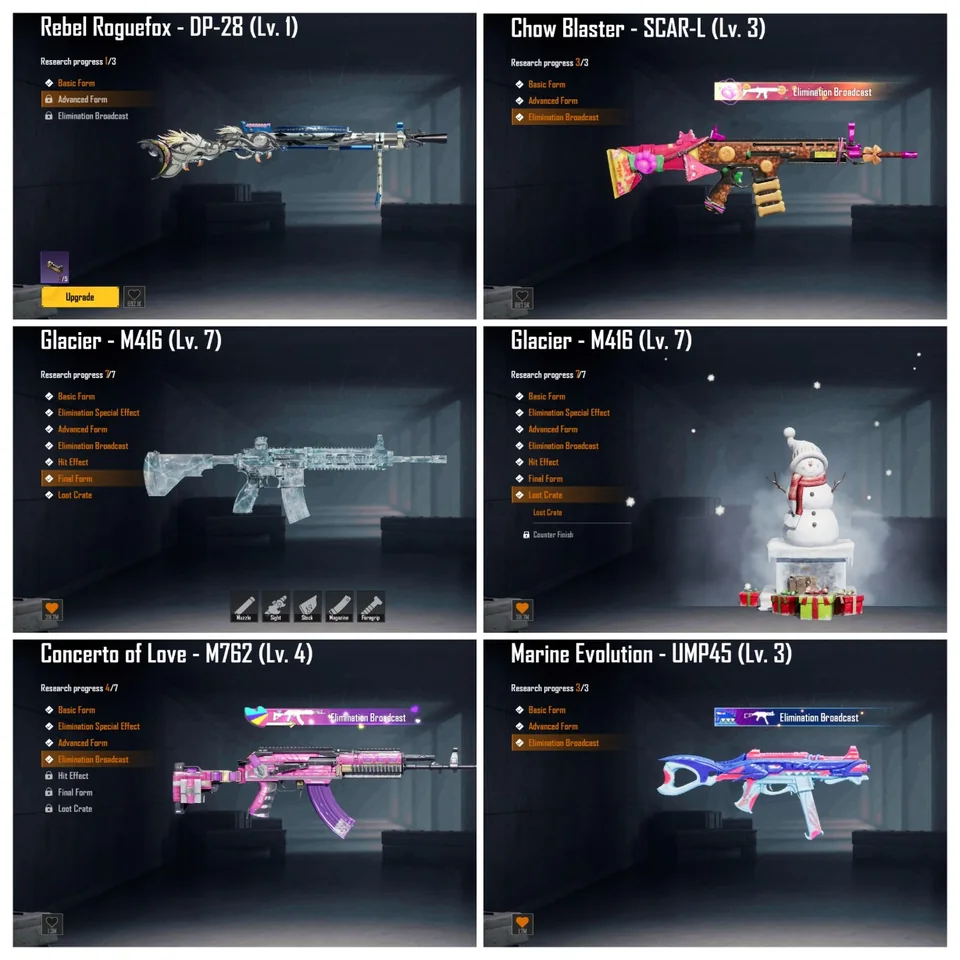 Rebel Roguefox - DP-28 (Lv. 1)
Research progress 1/3
Basic Form
Advanced Form
Elimination Broadcast
Upgrade
Chow Blaster - SCAR-L (Lv. 3)
Research progress 3/3
Basic Form
Advanced Form
Elimination Broadcast
Elimination Broadcast
Glacier - M416 (Lv. 7)
Research progress 7/7
Basic Form
Elimination Special Effect
Advanced Form
Elimination Broadcast
Hit Effect
Final Form
Loot Crate
Muzzle
Sight
Stock
Magazine
Foregrip
Glacier - M416 (Lv. 7)
Research progress 7/7
Basic Form
Elimination Special Effect
Advanced Form
Elimination Broadcast
Hit Effect
Final Form
Loot Crate
Loot Crate
Counter Finish
Concerto of Love - M762 (Lv. 4)
Research progress 4/7
Basic Form
Elimination Special Effect
Advanced Form
Elimination Broadcast
Hit Effect
Final Form
Loot Crate
Elimination Broadcast
Marine Evolution - UMP45 (Lv. 3)
Research progress 3/3
Basic Form
Advanced Form
Elimination Broadcast
Elimination Broadcast